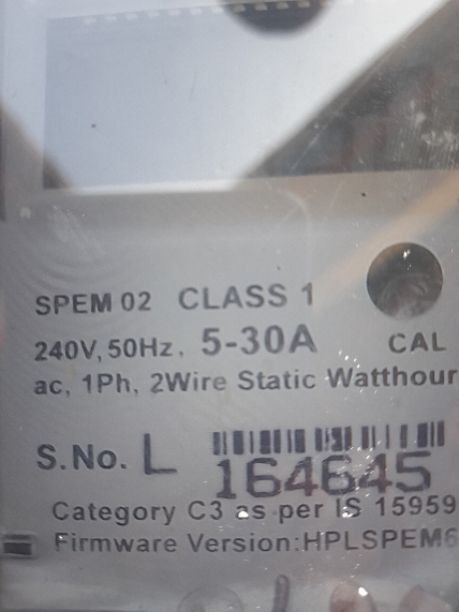 SPEM 02 CLASS 1
240V, 50Hz, 5-30A CAL
ac, 1Ph, 2Wire Static Watthour
S.No. L 164645
Category C3 as per IS 15959
Firmware Version:HPLSPEM6